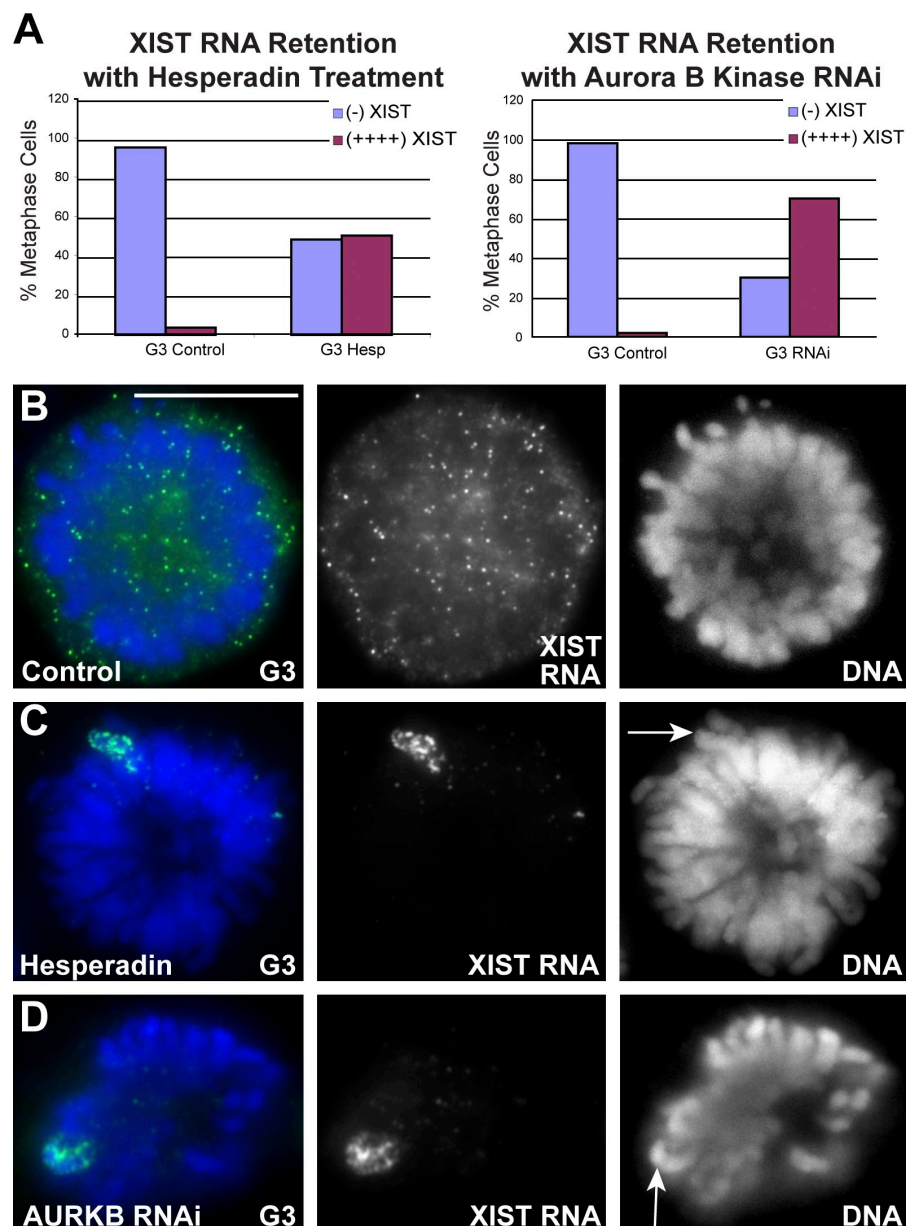 A
XIST RNA Retention
with Hesperadin Treatment
% Metaphase Cells
120
100
80
60
40
20
0
(-) XIST
(++++) XIST
G3 Control
G3 Hesp
XIST RNA Retention
with Aurora B Kinase RNAi
% Metaphase Cells
120
100
80
60
40
20
0
(-) XIST
(++++) XIST
G3 Control
G3 RNAi
B
Control
G3
XIST
RNA
DNA
C
Hesperadin
G3
XIST RNA
DNA
D
AURKB RNAi
G3
XIST RNA
DNA